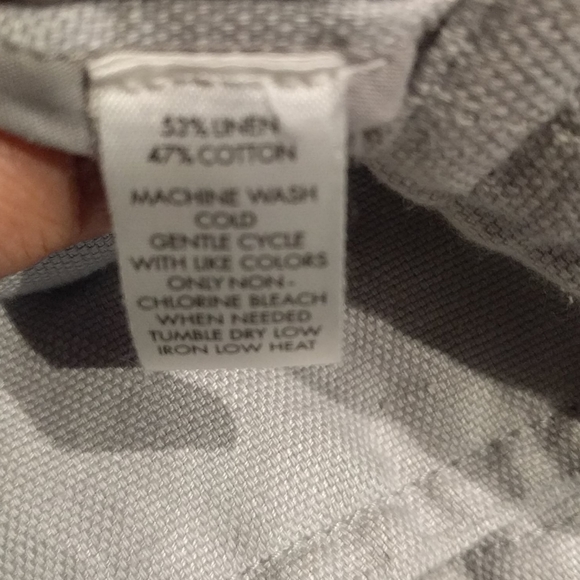 53% LINEN
47% COTTON
MACHINE WASH
COLD
GENTLE CYCLE
WITH LIKE COLORS
ONLY NON-
CHLORINE BLEACH
WHEN NEEDED
TUMBLE DRY LOW
IRON LOW HEAT